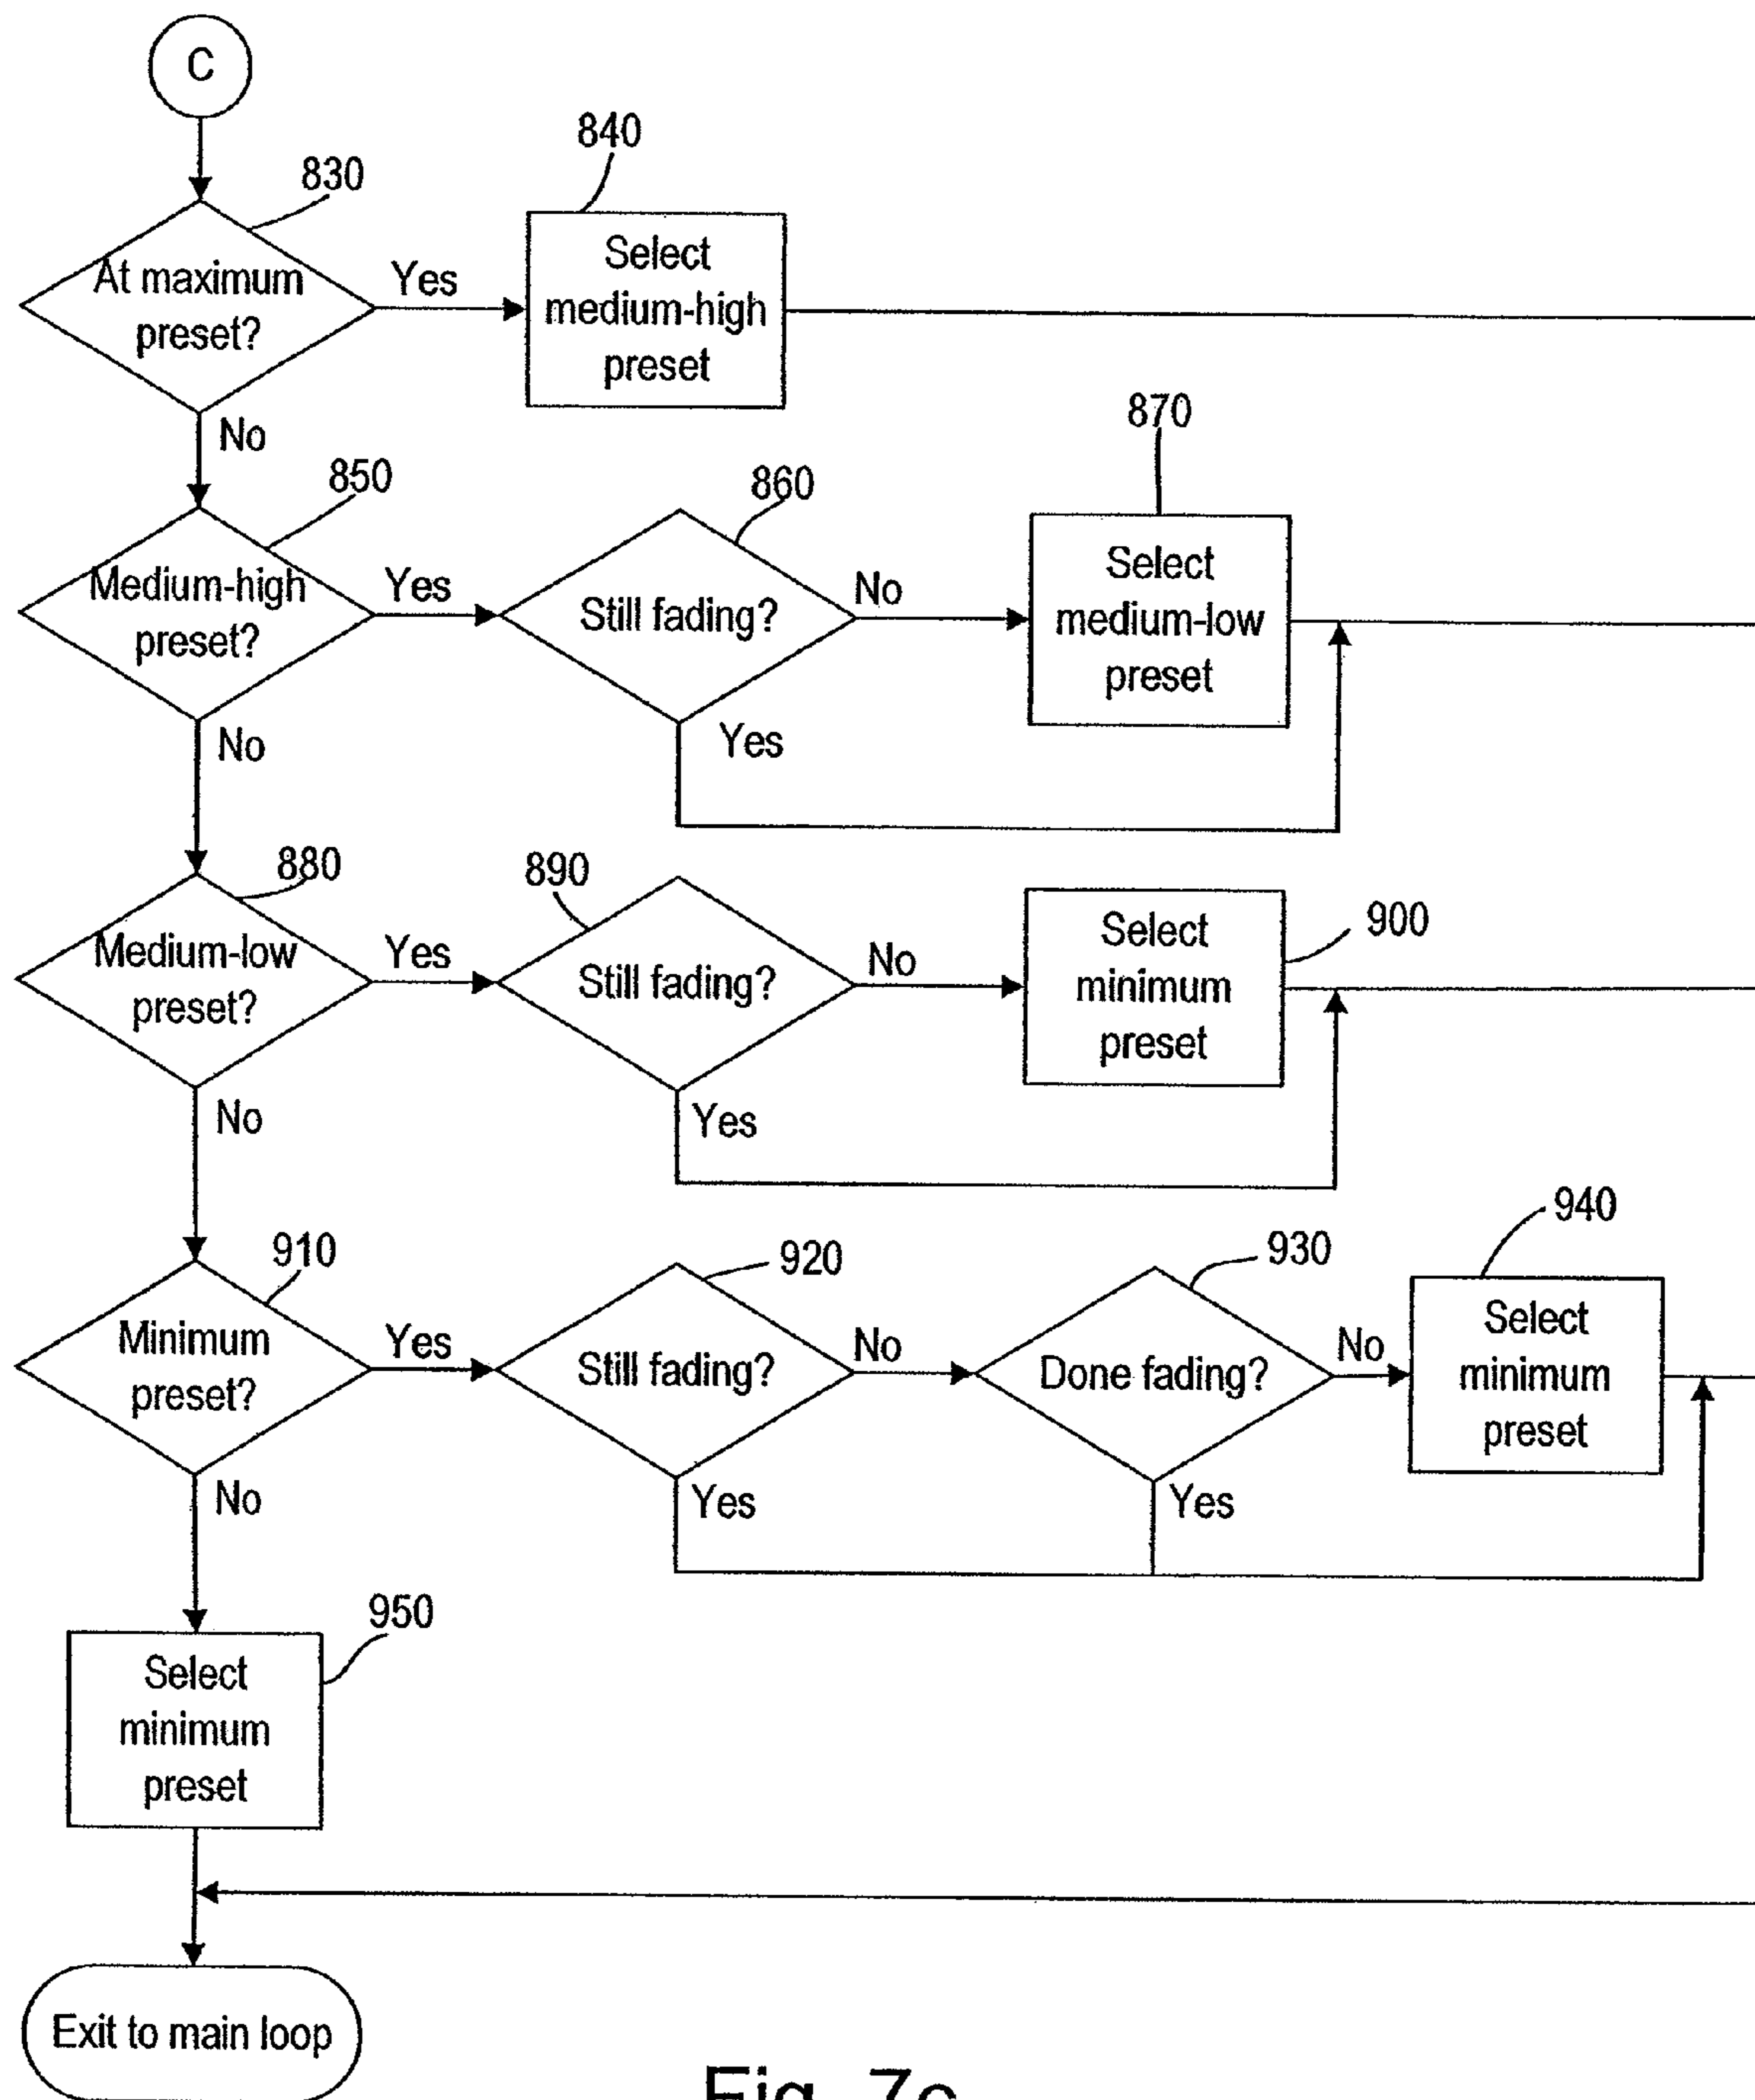 C
830
At maximum
preset?
Yes
No
840
Select
medium-high
preset
850
Medium-high
preset?
Yes
No
860
Still fading?
No
Yes
870
Select
medium-low
preset
880
Medium-low
preset?
Yes
No
890
Still fading?
No
Yes
900
Select
minimum
preset
910
Minimum
preset?
Yes
No
920
Still fading?
No
Yes
930
Done fading?
No
Yes
940
Select
minimum
preset
950
Select
minimum
preset
Exit to main loop
Fig. 7c